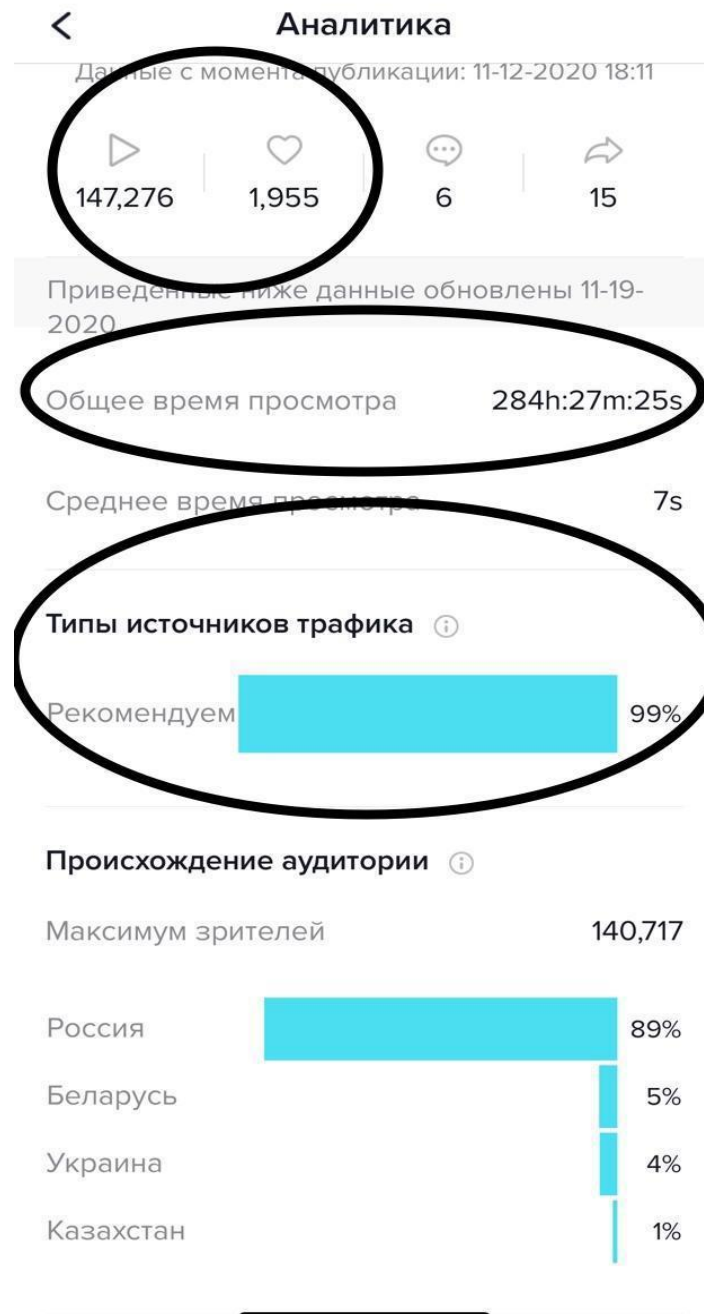 Аналитика
Данные с момента публикации: 11-12-2020 18:11
147,276 1,955 6 15
Приведенные ниже данные обновлены 11-19-
2020
Общее время просмотра 284h:27m:25s
Среднее время просмотра 7s
Типы источников трафика
Рекомендуем 99%
Происхождение аудитории
Максимум зрителей 140,717
Россия 89%
Беларусь 5%
Украина 4%
Казахстан 1%